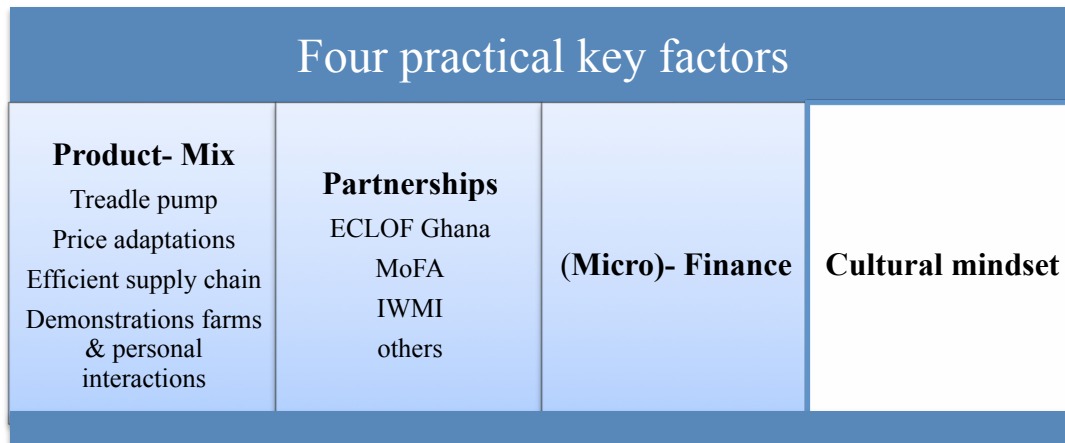 Four practical key factors
Product- Mix
Treadle pump
Price adaptations
Efficient supply chain
Demonstrations farms
& personal
interactions
Partnerships
ECLOF Ghana
MoFA
IWMI
others
(Micro)- Finance
Cultural mindset